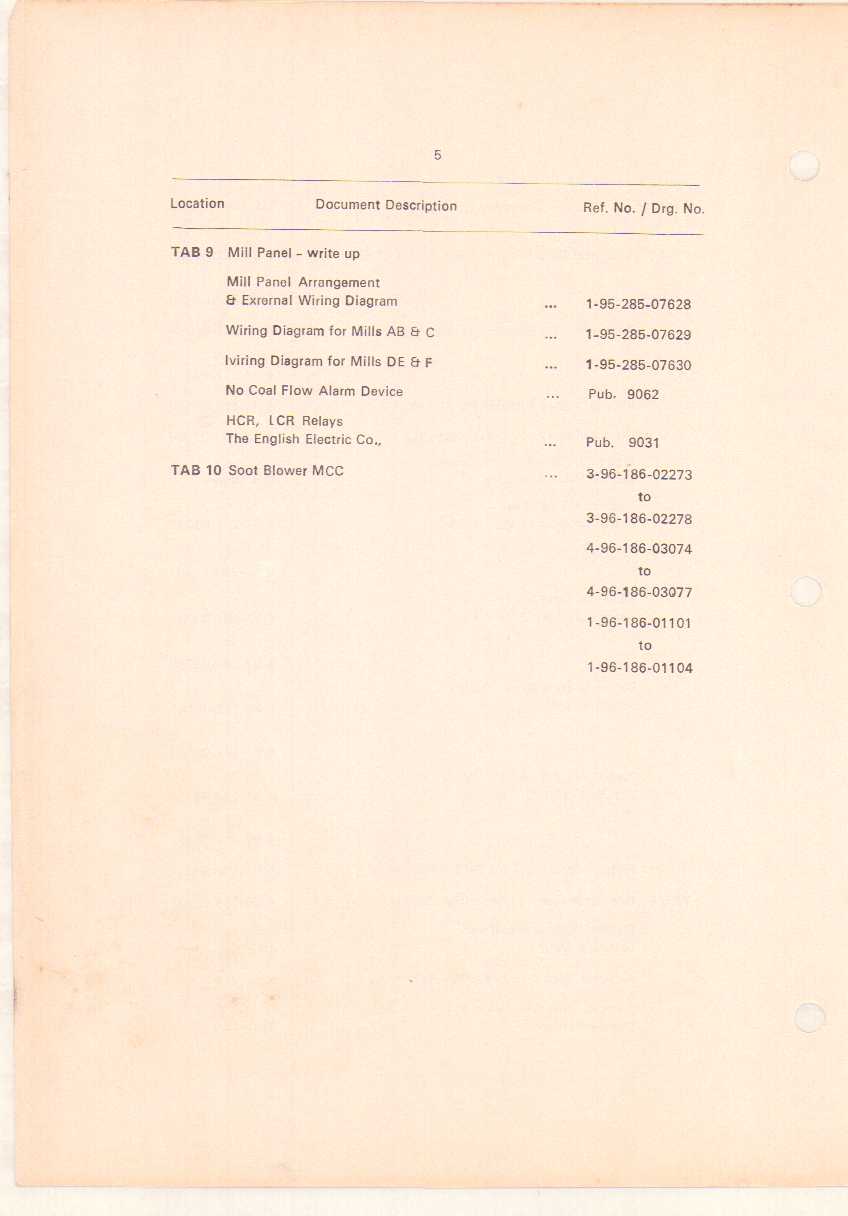 5
Location Document Description Ref. No. / Drg. No.
TAB 9 Mill Panel - write up
Mill Panel Arrangement
& Exrernal Wiring Diagram ... 1-95-285-07628
Wiring Diagram for Mills AB & C ... 1-95-285-07629
Iviring Diagram for Mills DE & F ... 1-95-285-07630
No Coal Flow Alarm Device ... Pub. 9062
HCR, LCR Relays
The English Electric Co., ... Pub. 9031
TAB 10 Soot Blower MCC ... 3-96-186-02273
to
3-96-186-02278
4-96-186-03074
to
4-96-186-03077
1-96-186-01101
to
1-96-186-01104